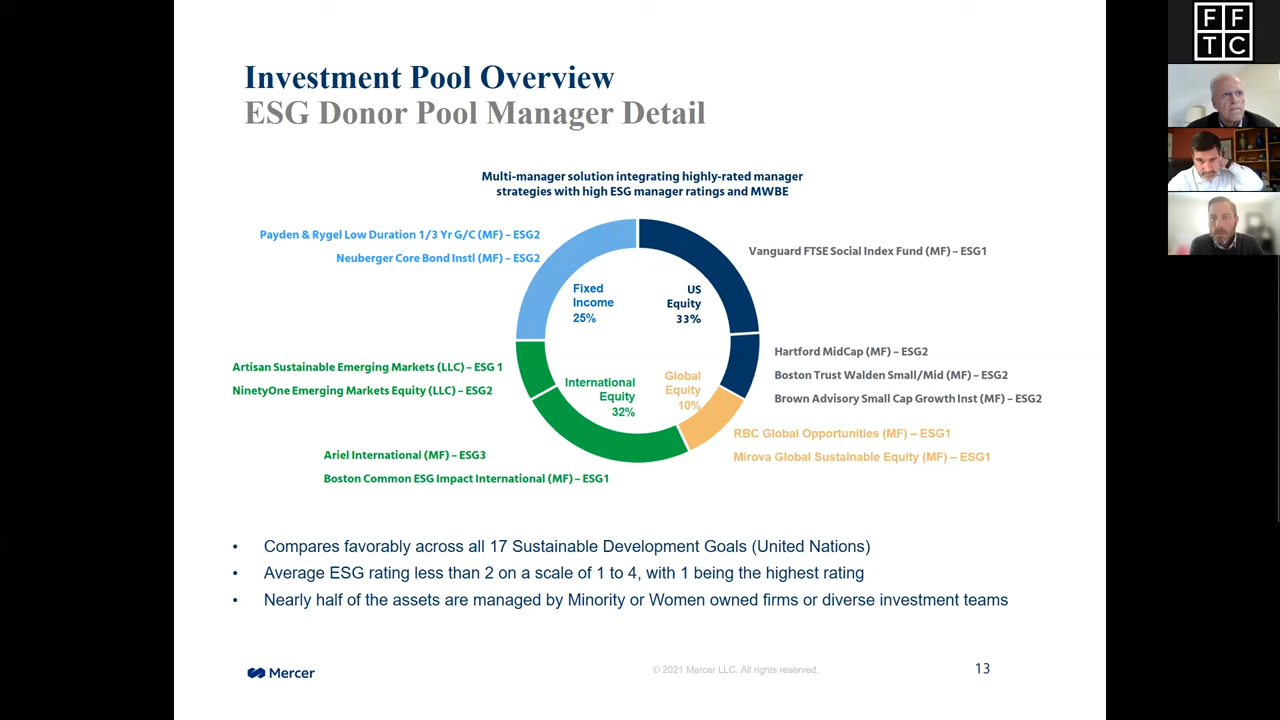 Investment Pool Overview
ESG Donor Pool Manager Detail
Multi-manager solution integrating highly-rated manager
strategies with high ESG manager ratings and MWBE
Payden & Rygel Low Duration 1/3 Yr G/C (MF) – ESG2
Neuberger Core Bond Instl (MF) – ESG2
Vanguard FTSE Social Index Fund (MF) – ESG1
Fixed
Income
25%
US
Equity
33%
Artisan Sustainable Emerging Markets (LLC) – ESG 1
NinetyOne Emerging Markets Equity (LLC) – ESG2
International
Equity
32%
Global
Equity
10%
Hartford MidCap (MF) – ESG2
Boston Trust Walden Small/Mid (MF) – ESG2
Brown Advisory Small Cap Growth Inst (MF) – ESG2
RBC Global Opportunities (MF) – ESG1
Mirova Global Sustainable Equity (MF) – ESG1
Ariel International (MF) – ESG3
Boston Common ESG Impact International (MF) – ESG1
• Compares favorably across all 17 Sustainable Development Goals (United Nations)
• Average ESG rating less than 2 on a scale of 1 to 4, with 1 being the highest rating
• Nearly half of the assets are managed by Minority or Women owned firms or diverse investment teams
Mercer
© 2021 Mercer LLC. All rights reserved.
13
F F
T C